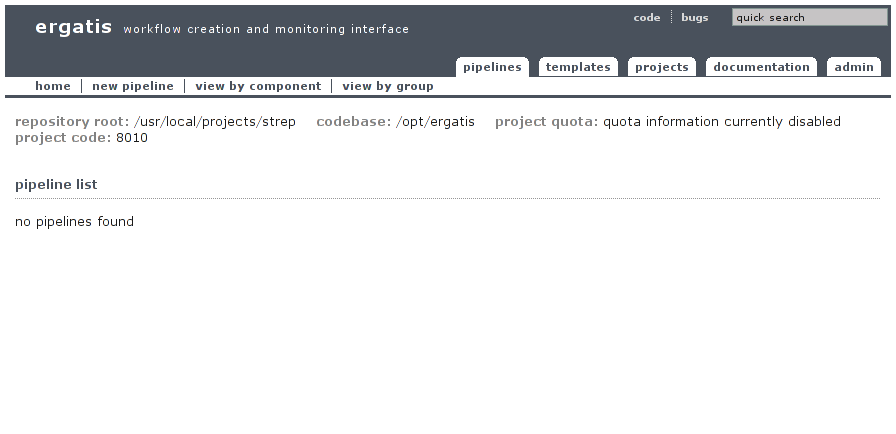 code bugs quick search
ergatis workflow creation and monitoring interface
pipelines templates projects documentation admin
home new pipeline view by component view by group
repository root: /usr/local/projects/strep codebase: /opt/ergatis project quota: quota information currently disabled
project code: 8010
pipeline list
no pipelines found